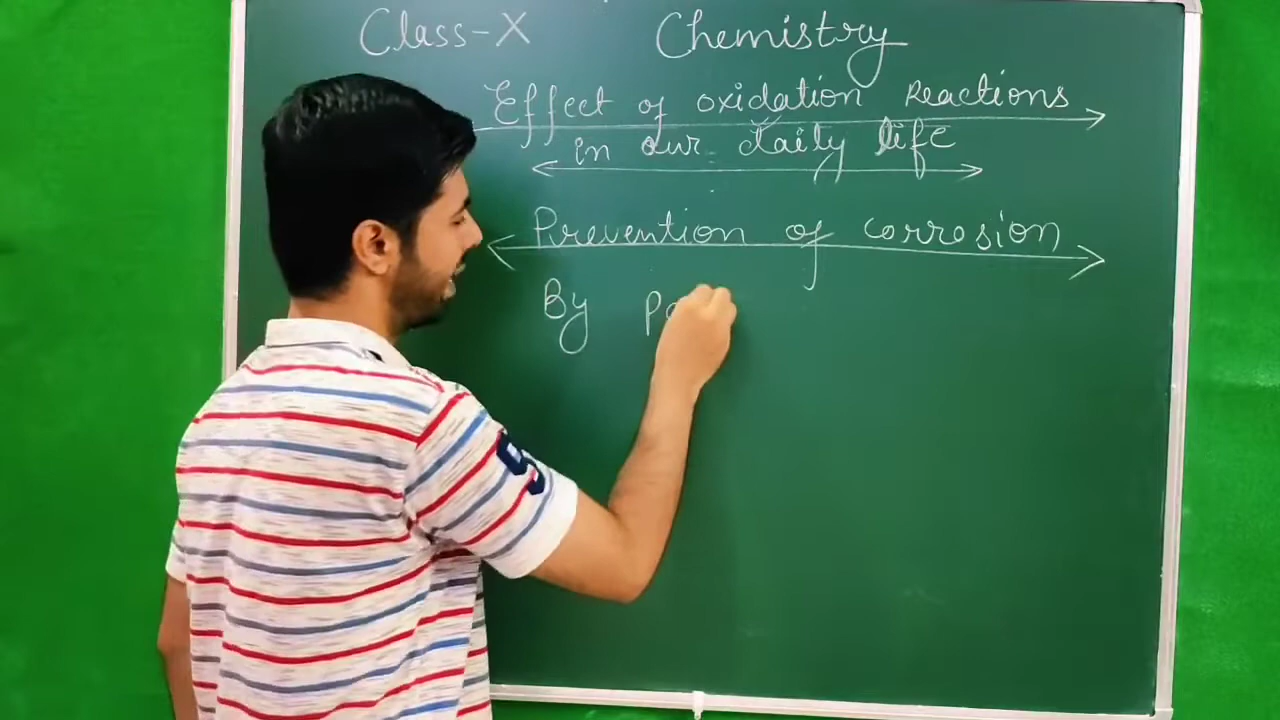 Class-X Chemistry
Effect of oxidation Reactions
in our daily life
Prevention of corrosion
By